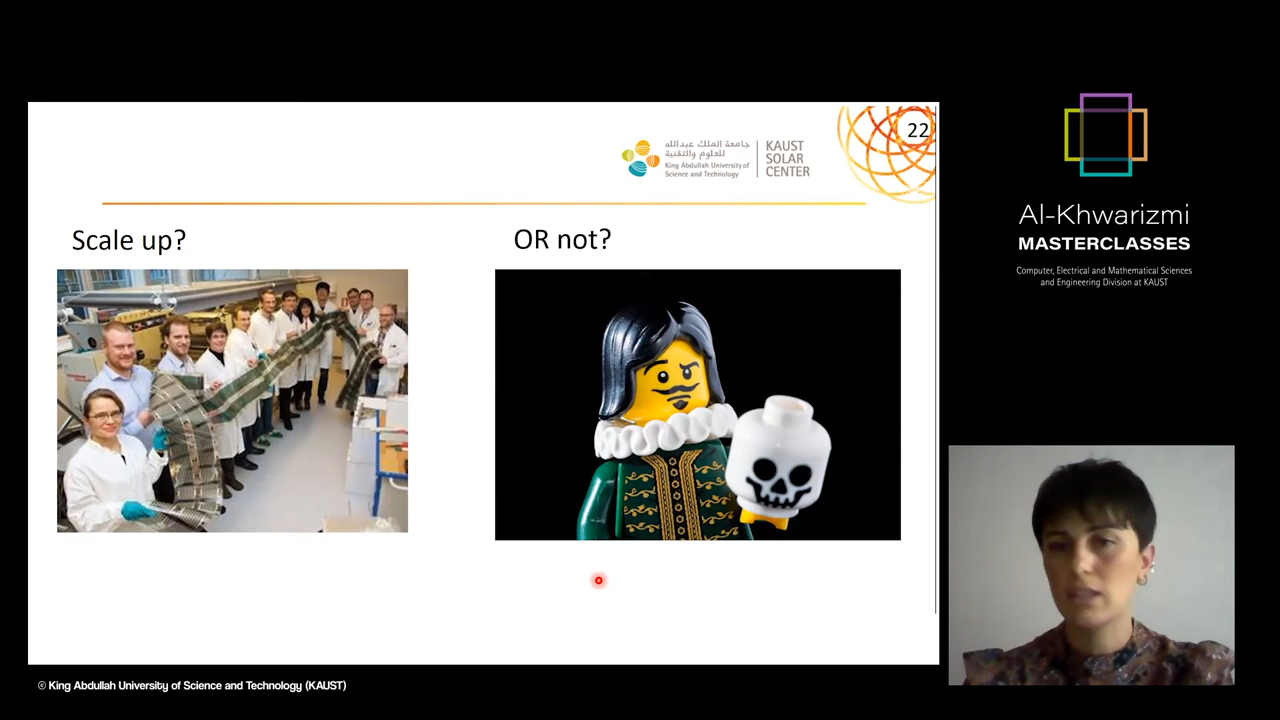 22
جامعة الملك عبدالله
للعلوم والتقنية
King Abdullah University of
Science and Technology
KAUST
SOLAR
CENTER
Scale up?
OR not?
Al-Khwarizmi
MASTERCLASSES
Computer, Electrical and Mathematical Sciences
and Engineering Division at KAUST
© King Abdullah University of Science and Technology (KAUST)